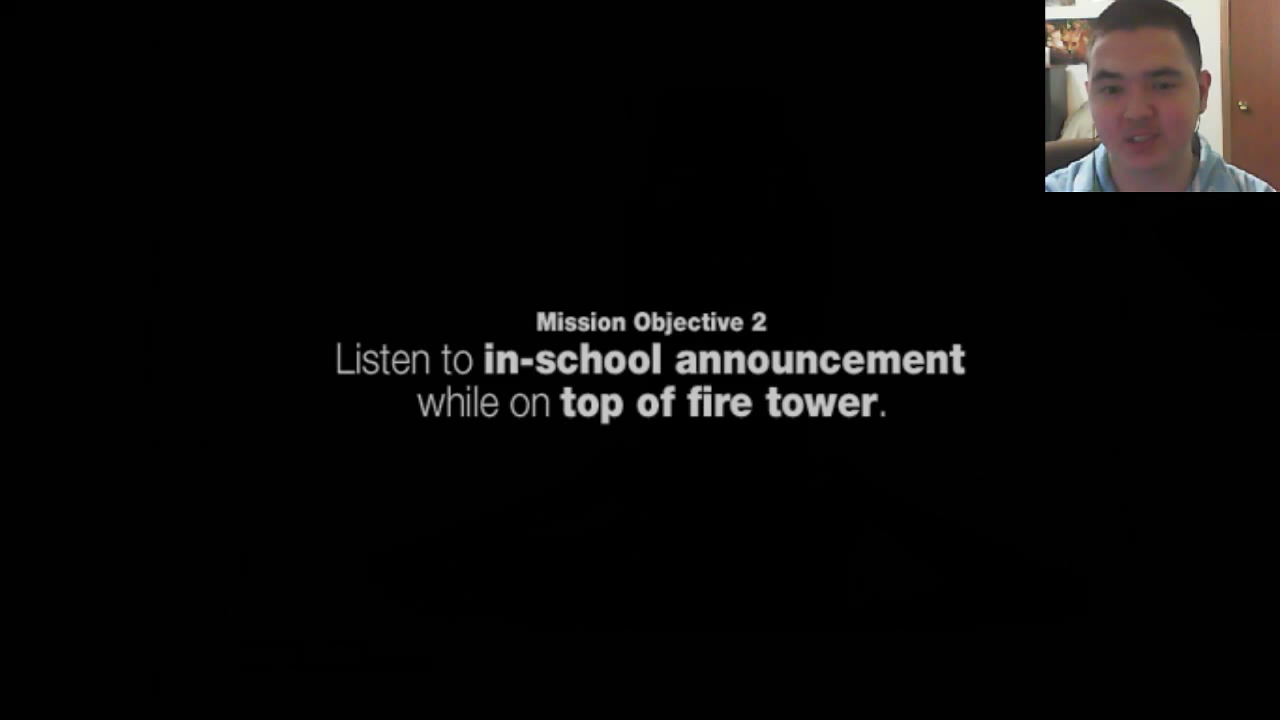 Mission Objective 2
Listen to in-school announcement
while on top of fire tower.